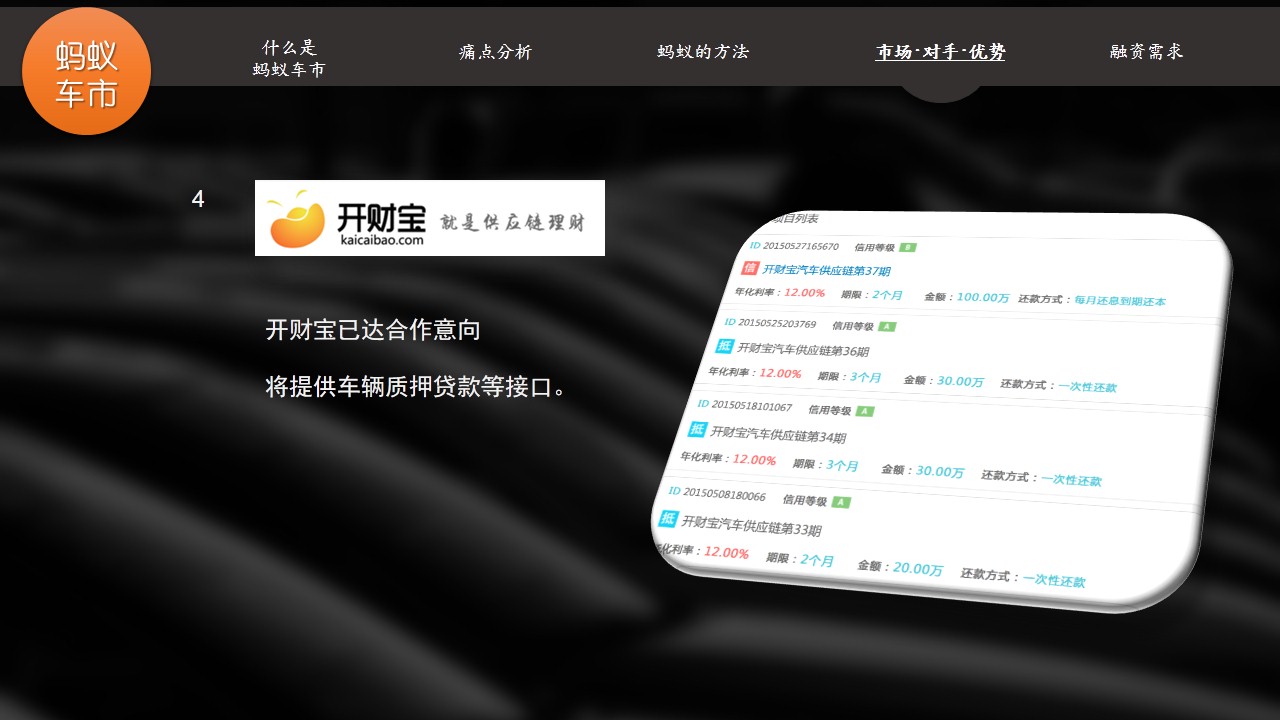 蚂蚁
车市
什么是
蚂蚁车市
痛点分析
蚂蚁的方法
市场·对手·优势
融资需求
4
开财宝
kaicaibao.com
就是供应链理财
开财宝已达合作意向
将提供车辆质押贷款等接口。
项目列表
ID 20150527165670 信用等级 B
信 开财宝汽车供应链第37期
年化利率：12.00% 期限：2个月 金额：100.00万 还款方式：每月还息到期还本
ID 20150525203769 信用等级 A
抵 开财宝汽车供应链第36期
年化利率：12.00% 期限：3个月 金额：30.00万 还款方式：一次性还款
ID 20150518101067 信用等级 A
抵 开财宝汽车供应链第34期
年化利率：12.00% 期限：3个月 金额：30.00万 还款方式：一次性还款
ID 20150508180066 信用等级 A
抵 开财宝汽车供应链第33期
年化利率：12.00% 期限：2个月 金额：20.00万 还款方式：一次性还款